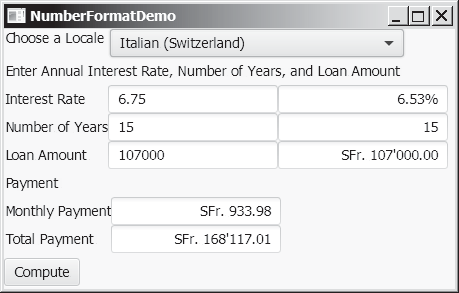 NumberFormatDemo
Choose a Locale Italian (Switzerland)
Enter Annual Interest Rate, Number of Years, and Loan Amount
Interest Rate 6.75 6.53%
Number of Years 15 15
Loan Amount 107000 SFr. 107'000.00
Payment
Monthly Payment SFr. 933.98
Total Payment SFr. 168'117.01
Compute